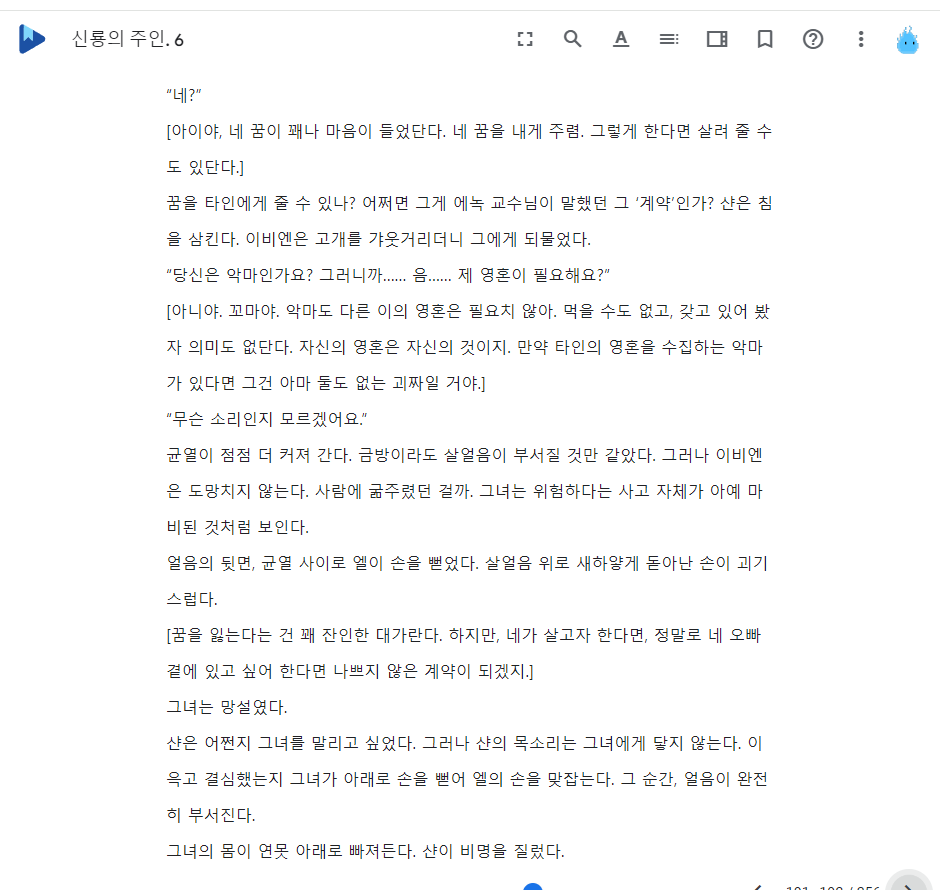 신룡의 주인. 6
“네?”
[아이야, 네 꿈이 꽤나 마음이 들었단다. 네 꿈을 내게 주렴. 그렇게 한다면 살려 줄 수
도 있단다.]
꿈을 타인에게 줄 수 있나? 어쩌면 그게 에녹 교수님이 말했던 그 ‘계약’인가? 샨은 침
을 삼킨다. 이비엔은 고개를 갸웃거리더니 그에게 되물었다.
“당신은 악마인가요? 그러니까…… 음…… 제 영혼이 필요해요?”
[아니야. 꼬마야. 악마도 다른 이의 영혼은 필요치 않아. 먹을 수도 없고, 갖고 있어 봤
자 의미도 없단다. 자신의 영혼은 자신의 것이지. 만약 타인의 영혼을 수집하는 악마
가 있다면 그건 아마 둘도 없는 괴짜일 거야.]
“무슨 소리인지 모르겠어요.”
균열이 점점 더 커져 간다. 금방이라도 살얼음이 부서질 것만 같았다. 그러나 이비엔
은 도망치지 않는다. 사람에 굶주렸던 걸까. 그녀는 위험하다는 사고 자체가 아예 마
비된 것처럼 보인다.
얼음의 뒷면, 균열 사이로 엘이 손을 뻗었다. 살얼음 위로 새하얗게 돋아난 손이 괴기
스럽다.
[꿈을 잃는다는 건 꽤 잔인한 대가란다. 하지만, 네가 살고자 한다면, 정말로 네 오빠
곁에 있고 싶어 한다면 나쁘지 않은 계약이 되겠지.]
그녀는 망설였다.
샨은 어쩐지 그녀를 말리고 싶었다. 그러나 샨의 목소리는 그녀에게 닿지 않는다. 이
윽고 결심했는지 그녀가 아래로 손을 뻗어 엘의 손을 맞잡는다. 그 순간, 얼음이 완전
히 부서진다.
그녀의 몸이 연못 아래로 빠져든다. 샨이 비명을 질렀다.